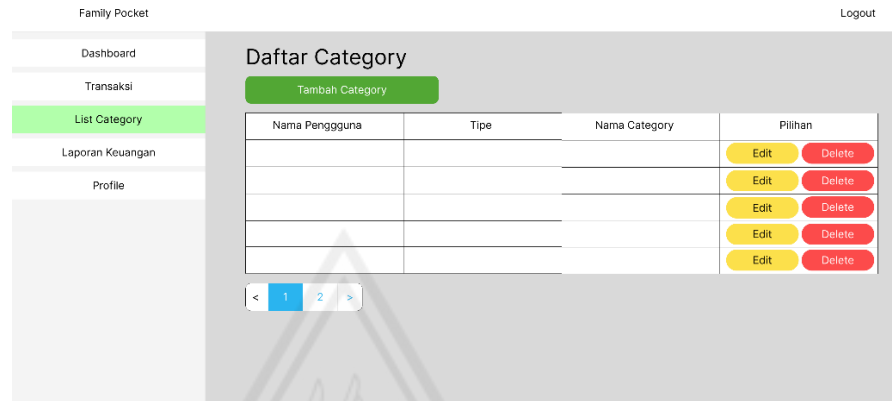 Family Pocket Logout
Dashboard
Transaksi
List Category
Laporan Keuangan
Profile
Daftar Category
Tambah Category
Nama Penggguna Tipe Nama Category Pilihan
Edit Delete
Edit Delete
Edit Delete
Edit Delete
Edit Delete
< 1 2 >